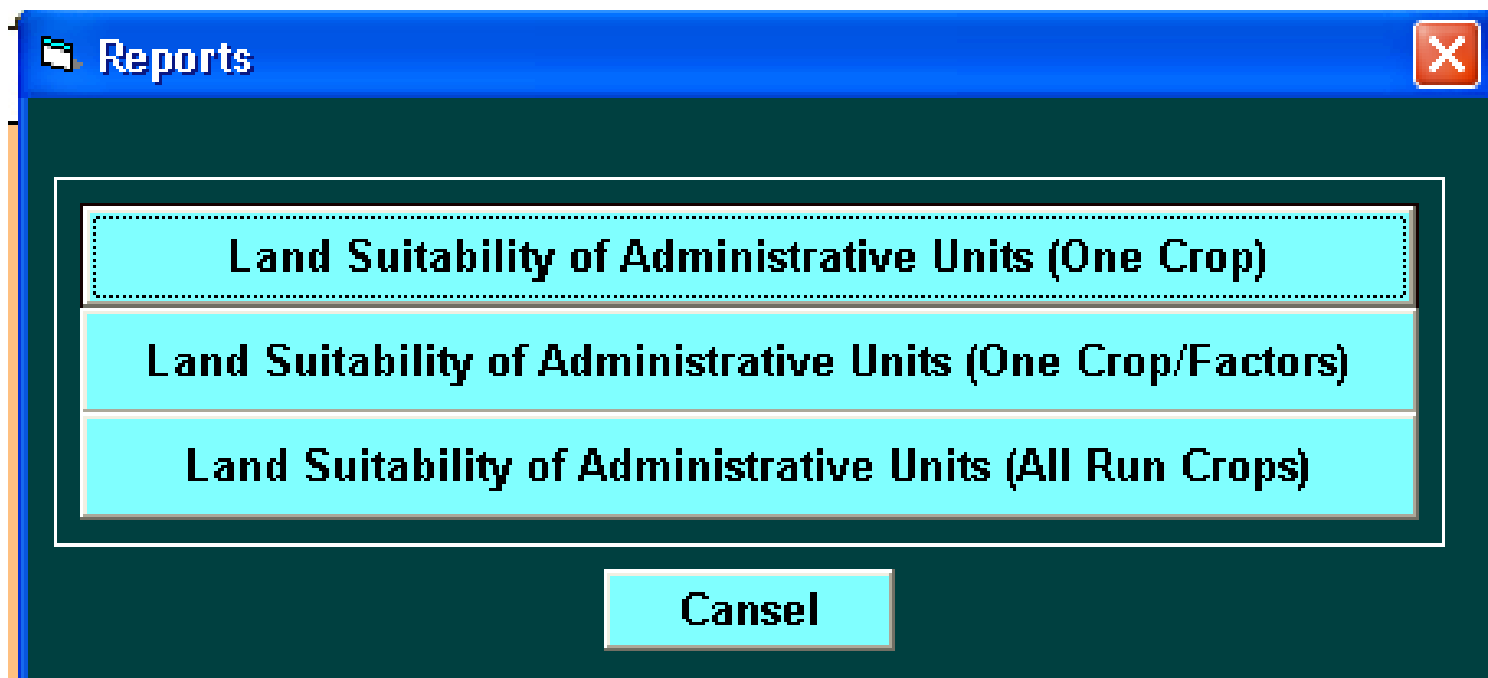 Reports
Land Suitability of Administrative Units (One Crop)
Land Suitability of Administrative Units (One Crop/Factors)
Land Suitability of Administrative Units (All Run Crops)
Cansel